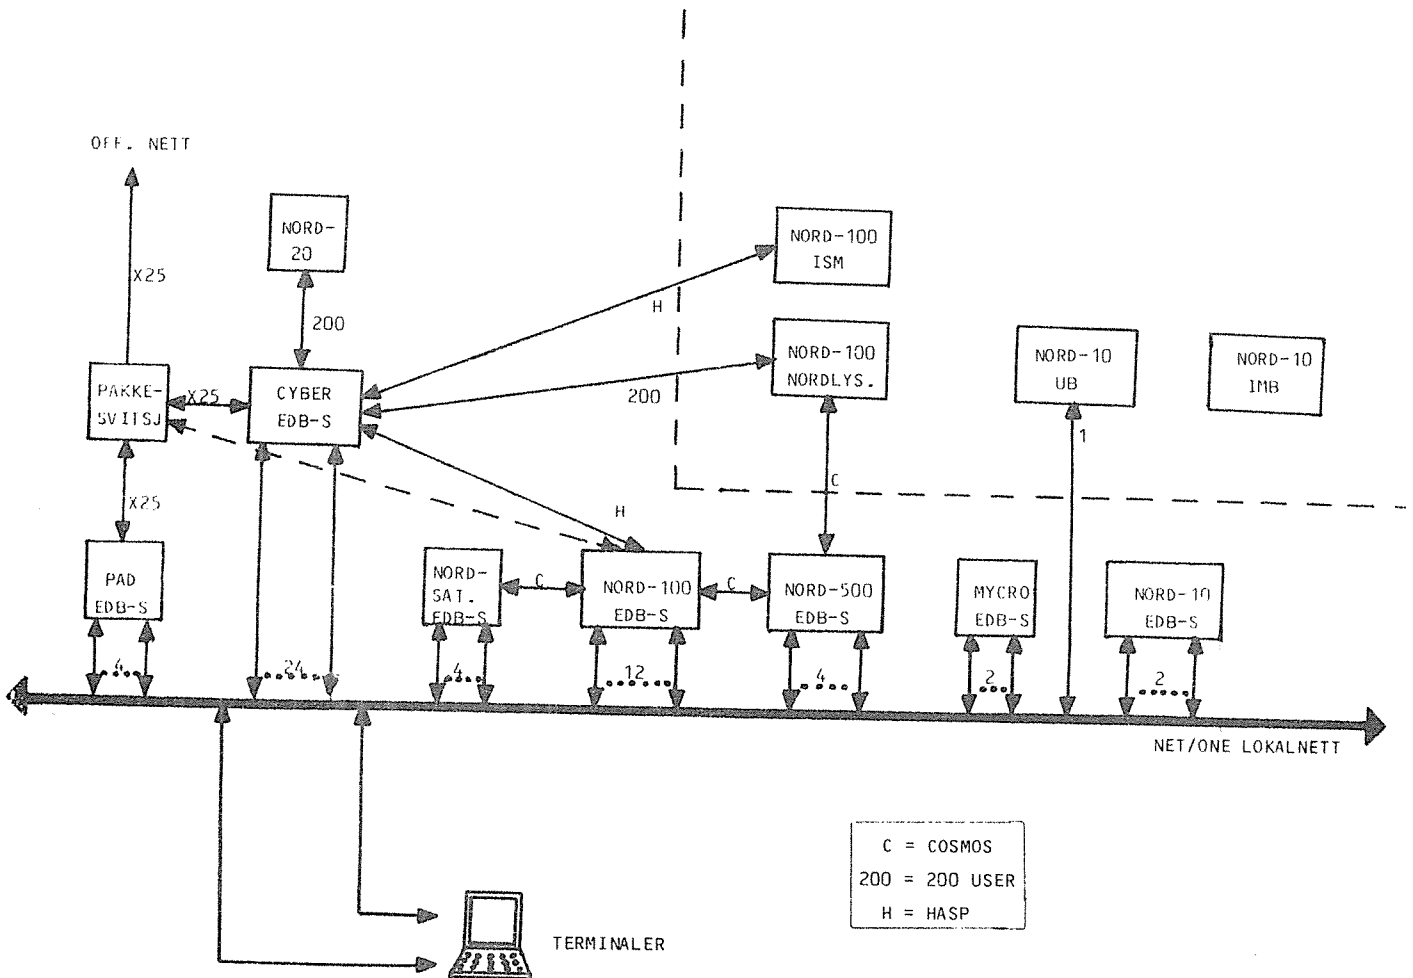 OFF. NETT
X25
NORD-
20
200
NORD-100
ISM
H
NORD-100
NORDLYS.
200
NORD-10
UB
NORD-10
IMB
PAKKE-
SVITSJ
X25
CYBER
EDB-S
1
C
X25
H
PAD
EDB-S
NORD-
SAT.
EDB-S
C
NORD-100
EDB-S
C
NORD-500
EDB-S
MYCRO
EDB-S
NORD-10
EDB-S
4
24
4
12
4
2
2
NET/ONE LOKALNETT
C = COSMOS
200 = 200 USER
H = HASP
TERMINALER